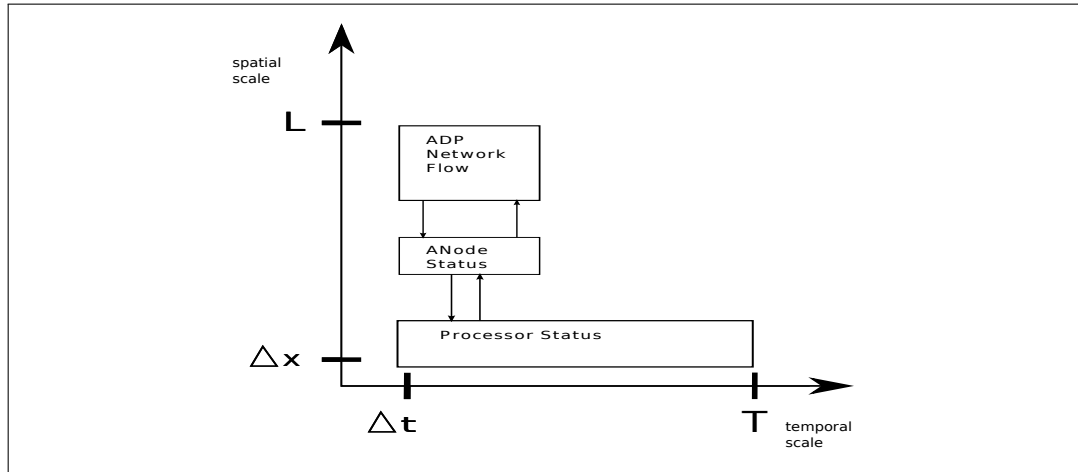 spatial
scale
L
ADP
Network
Flow
ANode
Status
Processor Status
△x
△t
T
temporal
scale